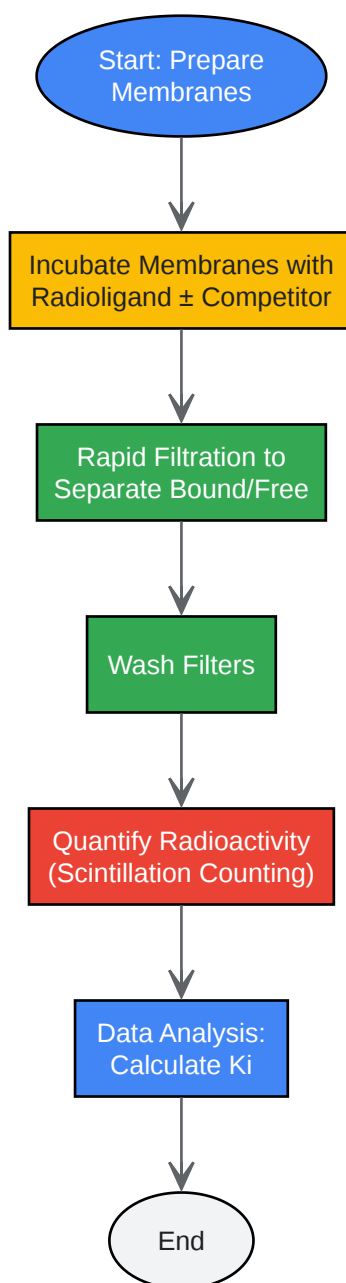 Start: Prepare
Membranes
Incubate Membranes with
Radioligand ± Competitor
Rapid Filtration to
Separate Bound/Free
Wash Filters
Quantify Radioactivity
(Scintillation Counting)
Data Analysis:
Calculate Ki
End